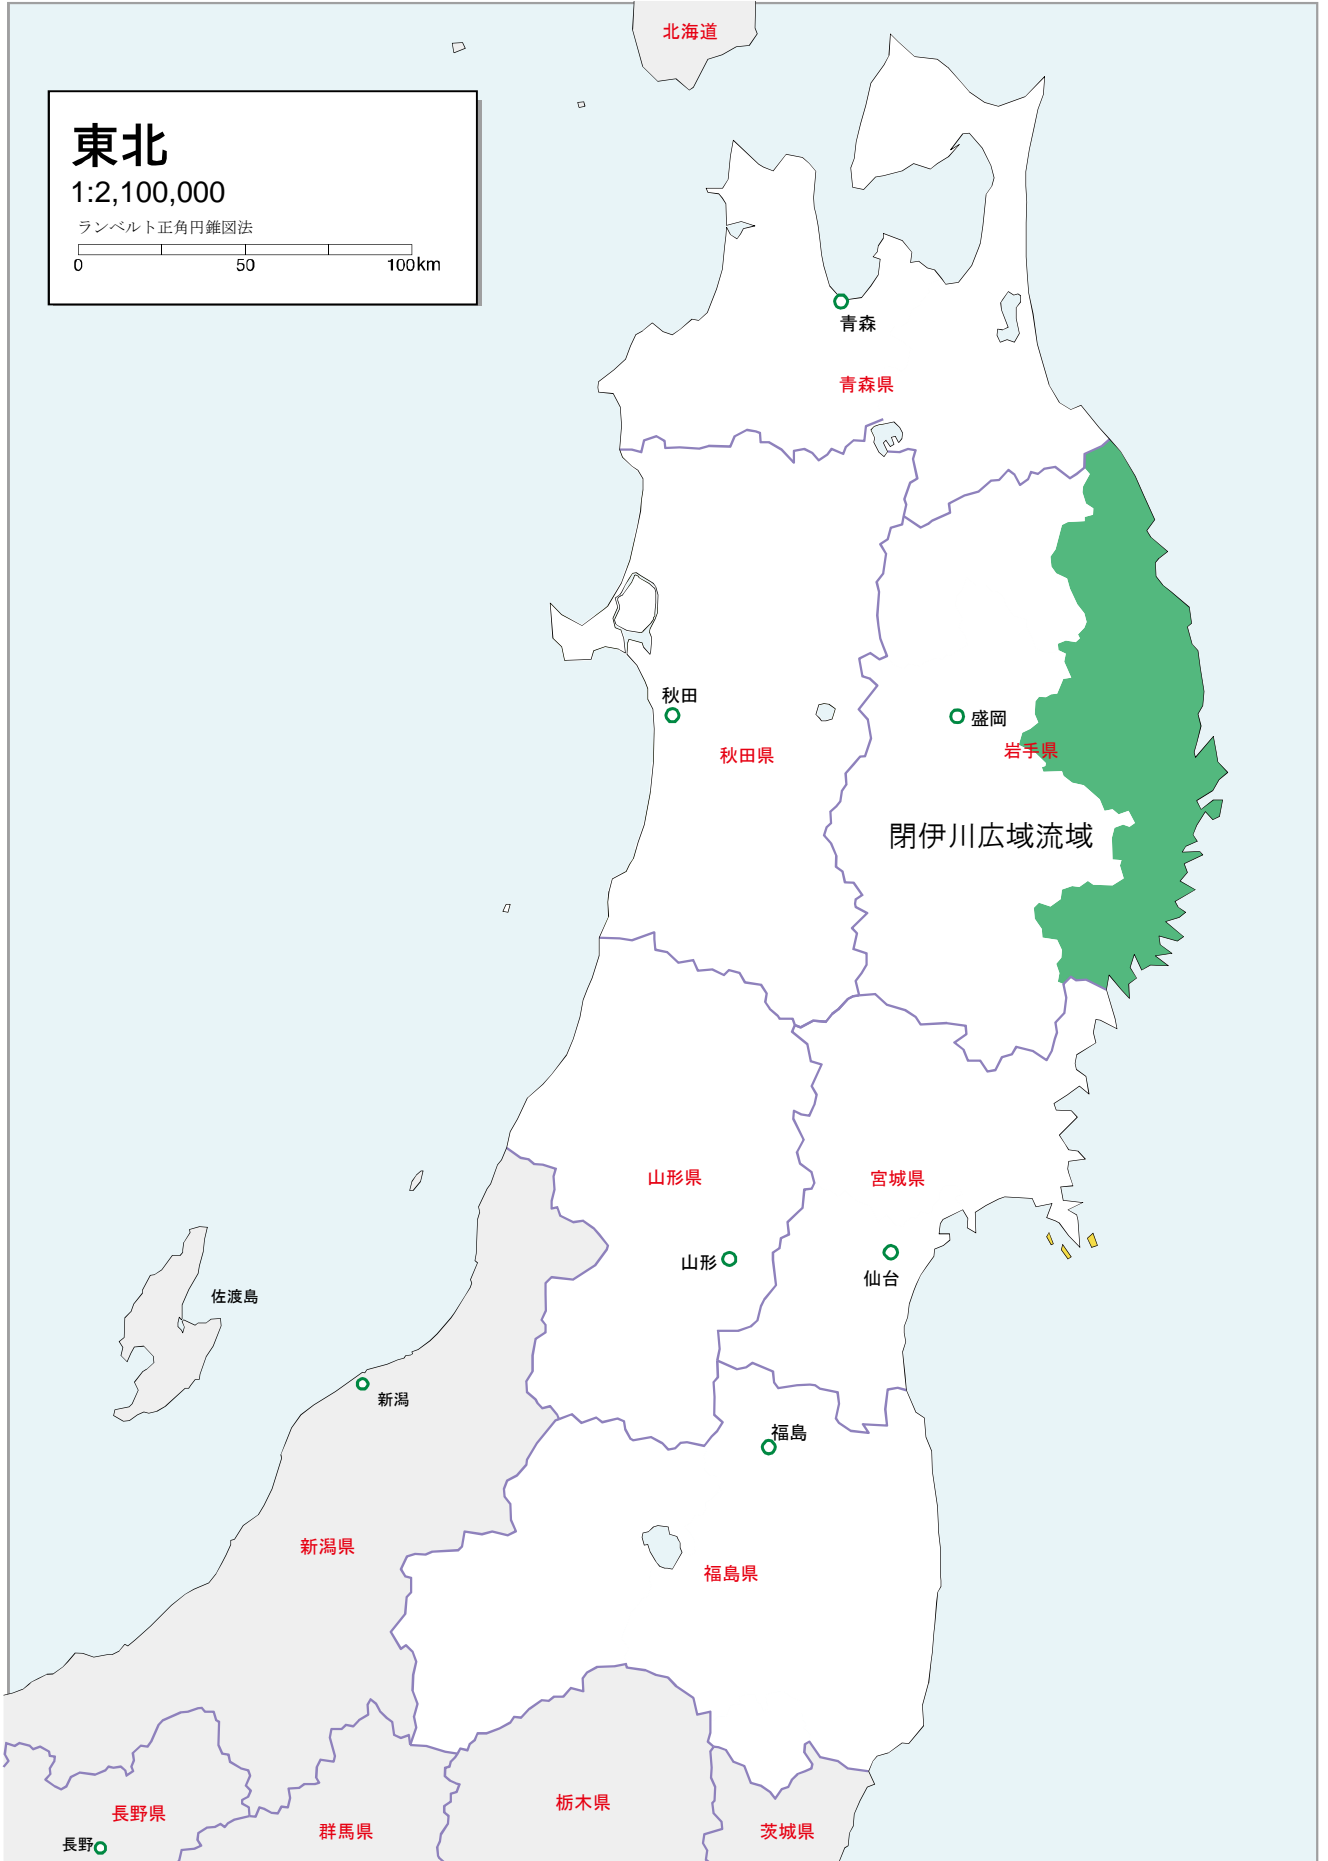 北海道
東北
1:2,100,000
ランベルト正角円錐図法
0 50 100km
青森
青森県
秋田
盛岡
岩手県
秋田県
閉伊川広域流域
山形県
宮城県
山形
仙台
佐渡島
新潟
福島
新潟県
福島県
栃木県
長野県
群馬県
茨城県
長野